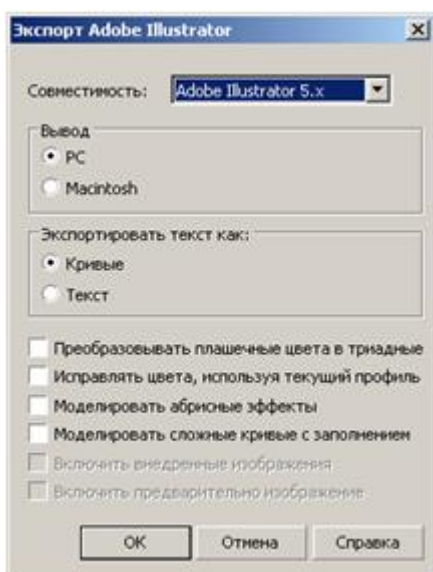 Экспорт Adobe Illustrator
Совместимость: Adobe Illustrator 5.x
Вывод
PC
Macintosh
Экспортировать текст как:
Кривые
Текст
Преобразовывать плашечные цвета в триадные
Исправлять цвета, используя текущий профиль
Моделировать абрисные эффекты
Моделировать сложные кривые с заполнением
Включить внедренные изображения
Включить предварительно изображение
ОК Отмена Справка